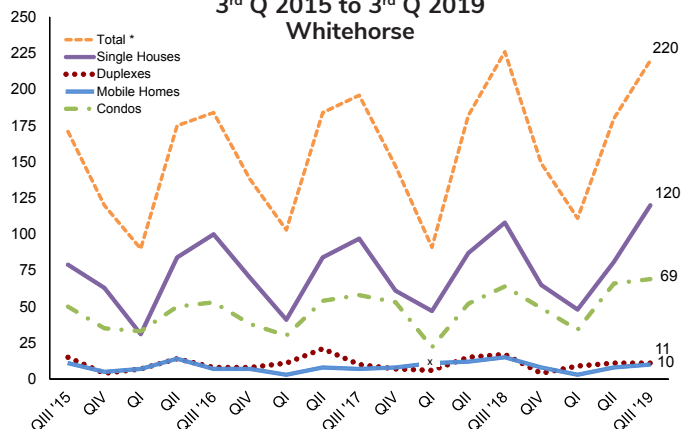 3rd Q 2015 to 3rd Q 2019
Whitehorse
250
225
200
175
150
125
100
75
50
25
0
Total *
Single Houses
Duplexes
Mobile Homes
Condos
220
120
69
11
10
x
QIII '15
QIV
QI
QII
QIII '16
QIV
QI
QII
QIII '17
QIV
QI
QII
QIII '18
QIV
QI
QII
QIII '19